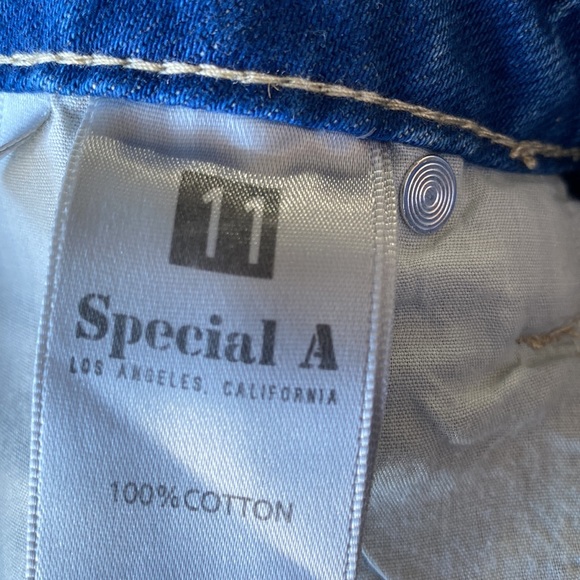 11
Special A
LOS ANGELES, CALIFORNIA
100% COTTON